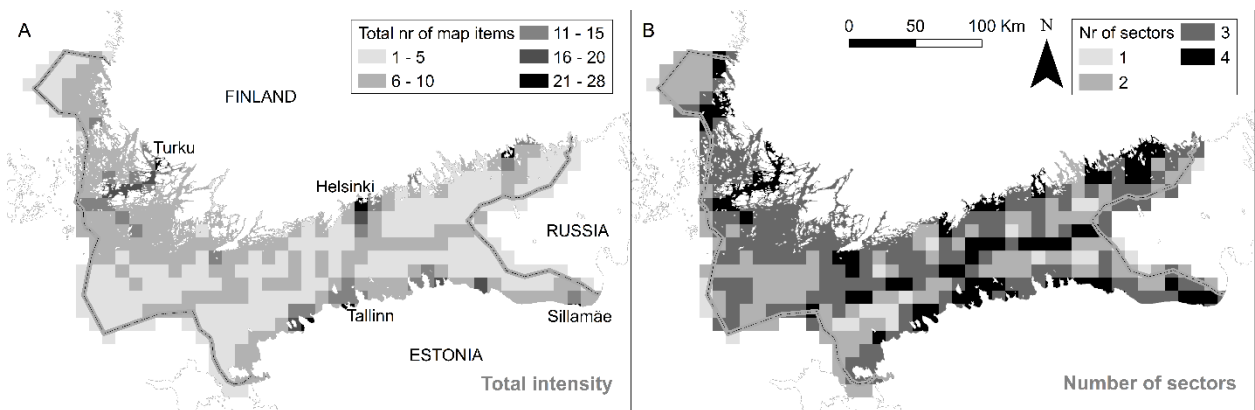 A
Total nr of map items
1 - 5
6 - 10
11 - 15
16 - 20
21 - 28
FINLAND
Turku
Helsinki
RUSSIA
Tallinn
Sillamäe
ESTONIA
Total intensity
B
0 50 100 Km
N
Nr of sectors
1
2
3
4
Number of sectors